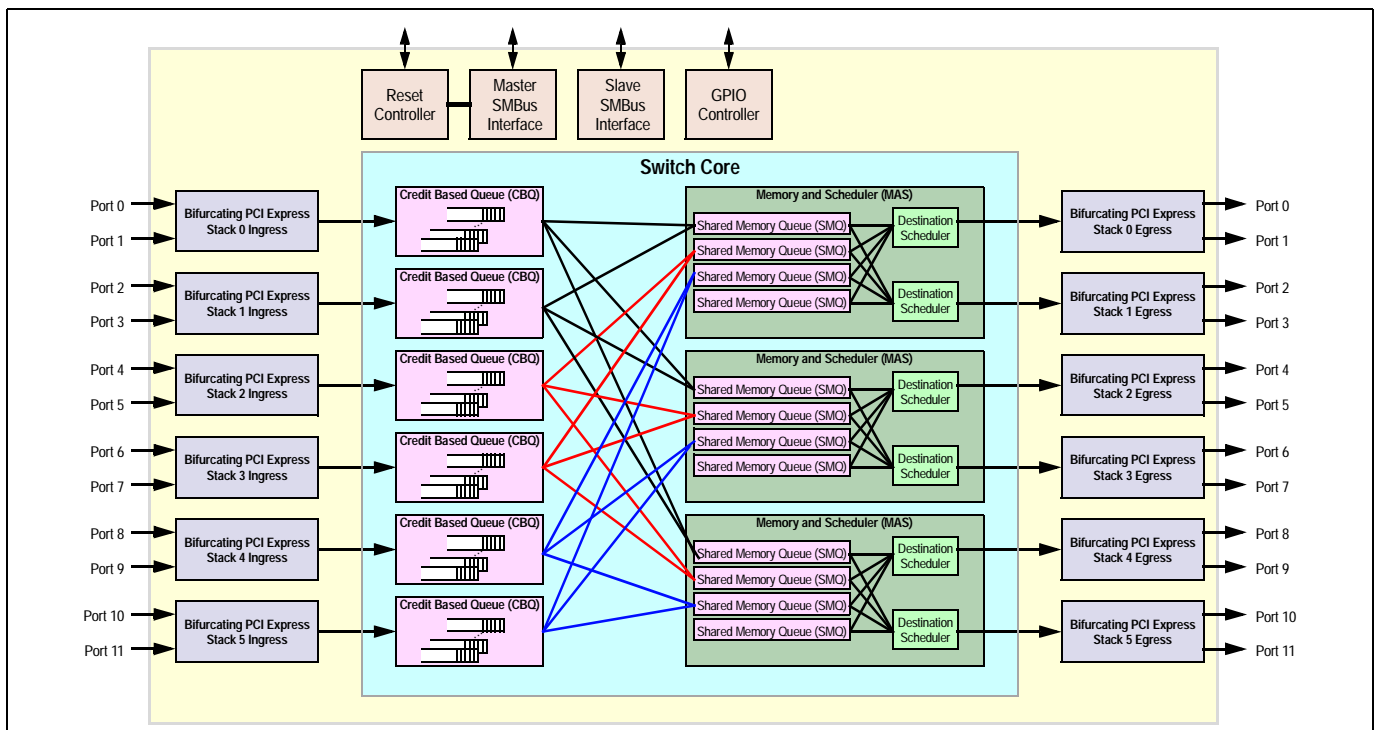 Reset
Controller
Master
SMBus
Interface
Slave
SMBus
Interface
GPIO
Controller
Switch Core
Port 0
Port 1
Bifurcating PCI Express
Stack 0 Ingress
Port 2
Port 3
Bifurcating PCI Express
Stack 1 Ingress
Port 4
Port 5
Bifurcating PCI Express
Stack 2 Ingress
Port 6
Port 7
Bifurcating PCI Express
Stack 3 Ingress
Port 8
Port 9
Bifurcating PCI Express
Stack 4 Ingress
Port 10
Port 11
Bifurcating PCI Express
Stack 5 Ingress
Credit Based Queue (CBQ)
Credit Based Queue (CBQ)
Credit Based Queue (CBQ)
Credit Based Queue (CBQ)
Credit Based Queue (CBQ)
Credit Based Queue (CBQ)
Memory and Scheduler (MAS)
Shared Memory Queue (SMQ)
Shared Memory Queue (SMQ)
Shared Memory Queue (SMQ)
Shared Memory Queue (SMQ)
Destination
Scheduler
Destination
Scheduler
Memory and Scheduler (MAS)
Shared Memory Queue (SMQ)
Shared Memory Queue (SMQ)
Shared Memory Queue (SMQ)
Shared Memory Queue (SMQ)
Destination
Scheduler
Destination
Scheduler
Memory and Scheduler (MAS)
Shared Memory Queue (SMQ)
Shared Memory Queue (SMQ)
Shared Memory Queue (SMQ)
Shared Memory Queue (SMQ)
Destination
Scheduler
Destination
Scheduler
Bifurcating PCI Express
Stack 0 Egress
Port 0
Port 1
Bifurcating PCI Express
Stack 1 Egress
Port 2
Port 3
Bifurcating PCI Express
Stack 2 Egress
Port 4
Port 5
Bifurcating PCI Express
Stack 3 Egress
Port 6
Port 7
Bifurcating PCI Express
Stack 4 Egress
Port 8
Port 9
Bifurcating PCI Express
Stack 5 Egress
Port 10
Port 11